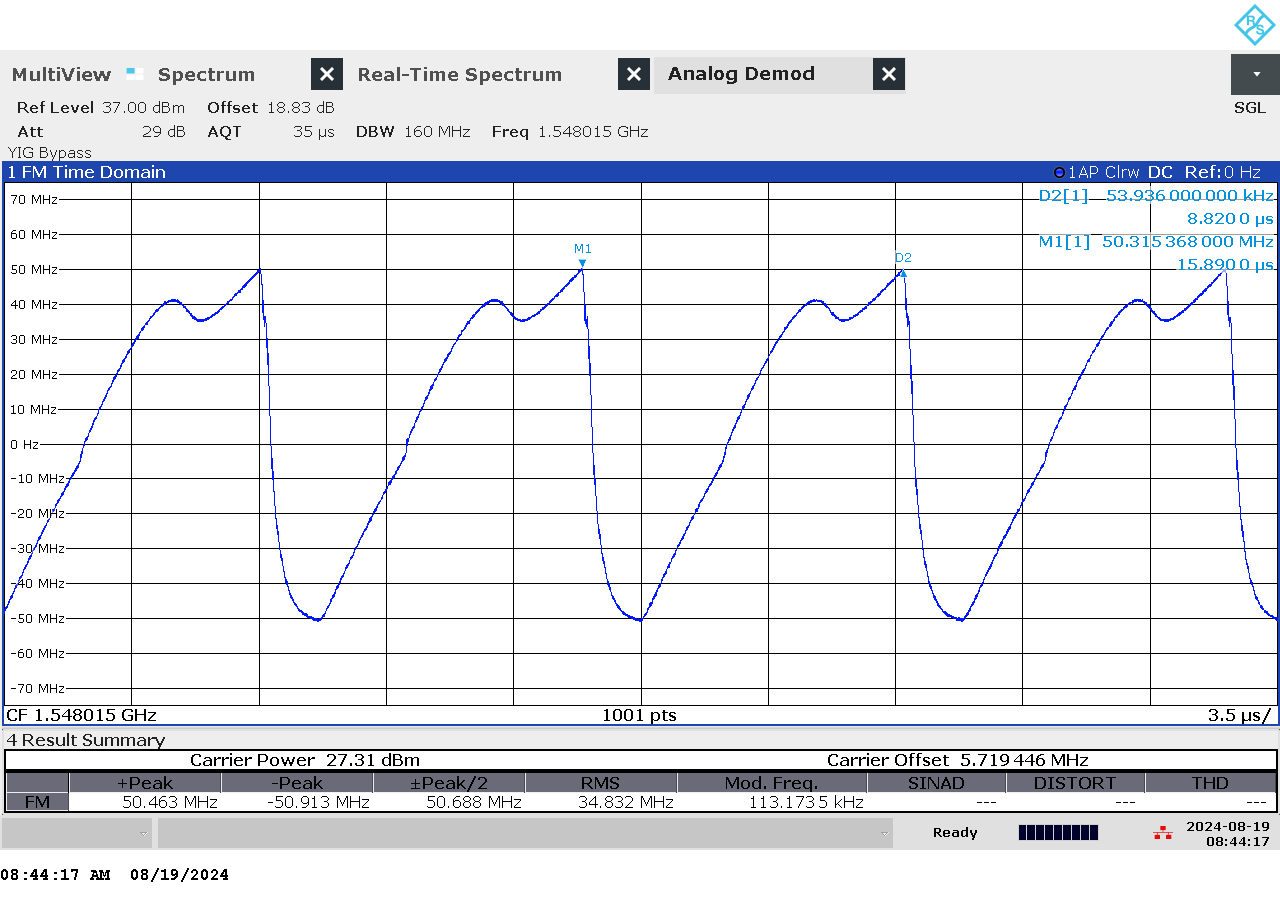 R S
MultiView Spectrum Real-Time Spectrum Analog Demod
Ref Level 37.00 dBm Offset 18.83 dB SGL
Att 29 dB AQT 35 µs DBW 160 MHz Freq 1.548015 GHz
YIG Bypass
1 FM Time Domain 1AP Clrw DC Ref:0 Hz
D2[1] 53.936 000 000 kHz
8.820 0 µs
M1[1] 50.315 368 000 MHz
15.890 0 µs
70 MHz
60 MHz
M1
D2
50 MHz
40 MHz
30 MHz
20 MHz
10 MHz
0 Hz
-10 MHz
-20 MHz
-30 MHz
-40 MHz
-50 MHz
-60 MHz
-70 MHz
CF 1.548015 GHz 1001 pts 3.5 µs/
4 Result Summary
Carrier Power 27.31 dBm Carrier Offset 5.719 446 MHz
+Peak -Peak ±Peak/2 RMS Mod. Freq. SINAD DISTORT THD
FM 50.463 MHz -50.913 MHz 50.688 MHz 34.832 MHz 113.173 5 kHz --- --- ---
Ready 2024-08-19
08:44:17
08:44:17 AM 08/19/2024